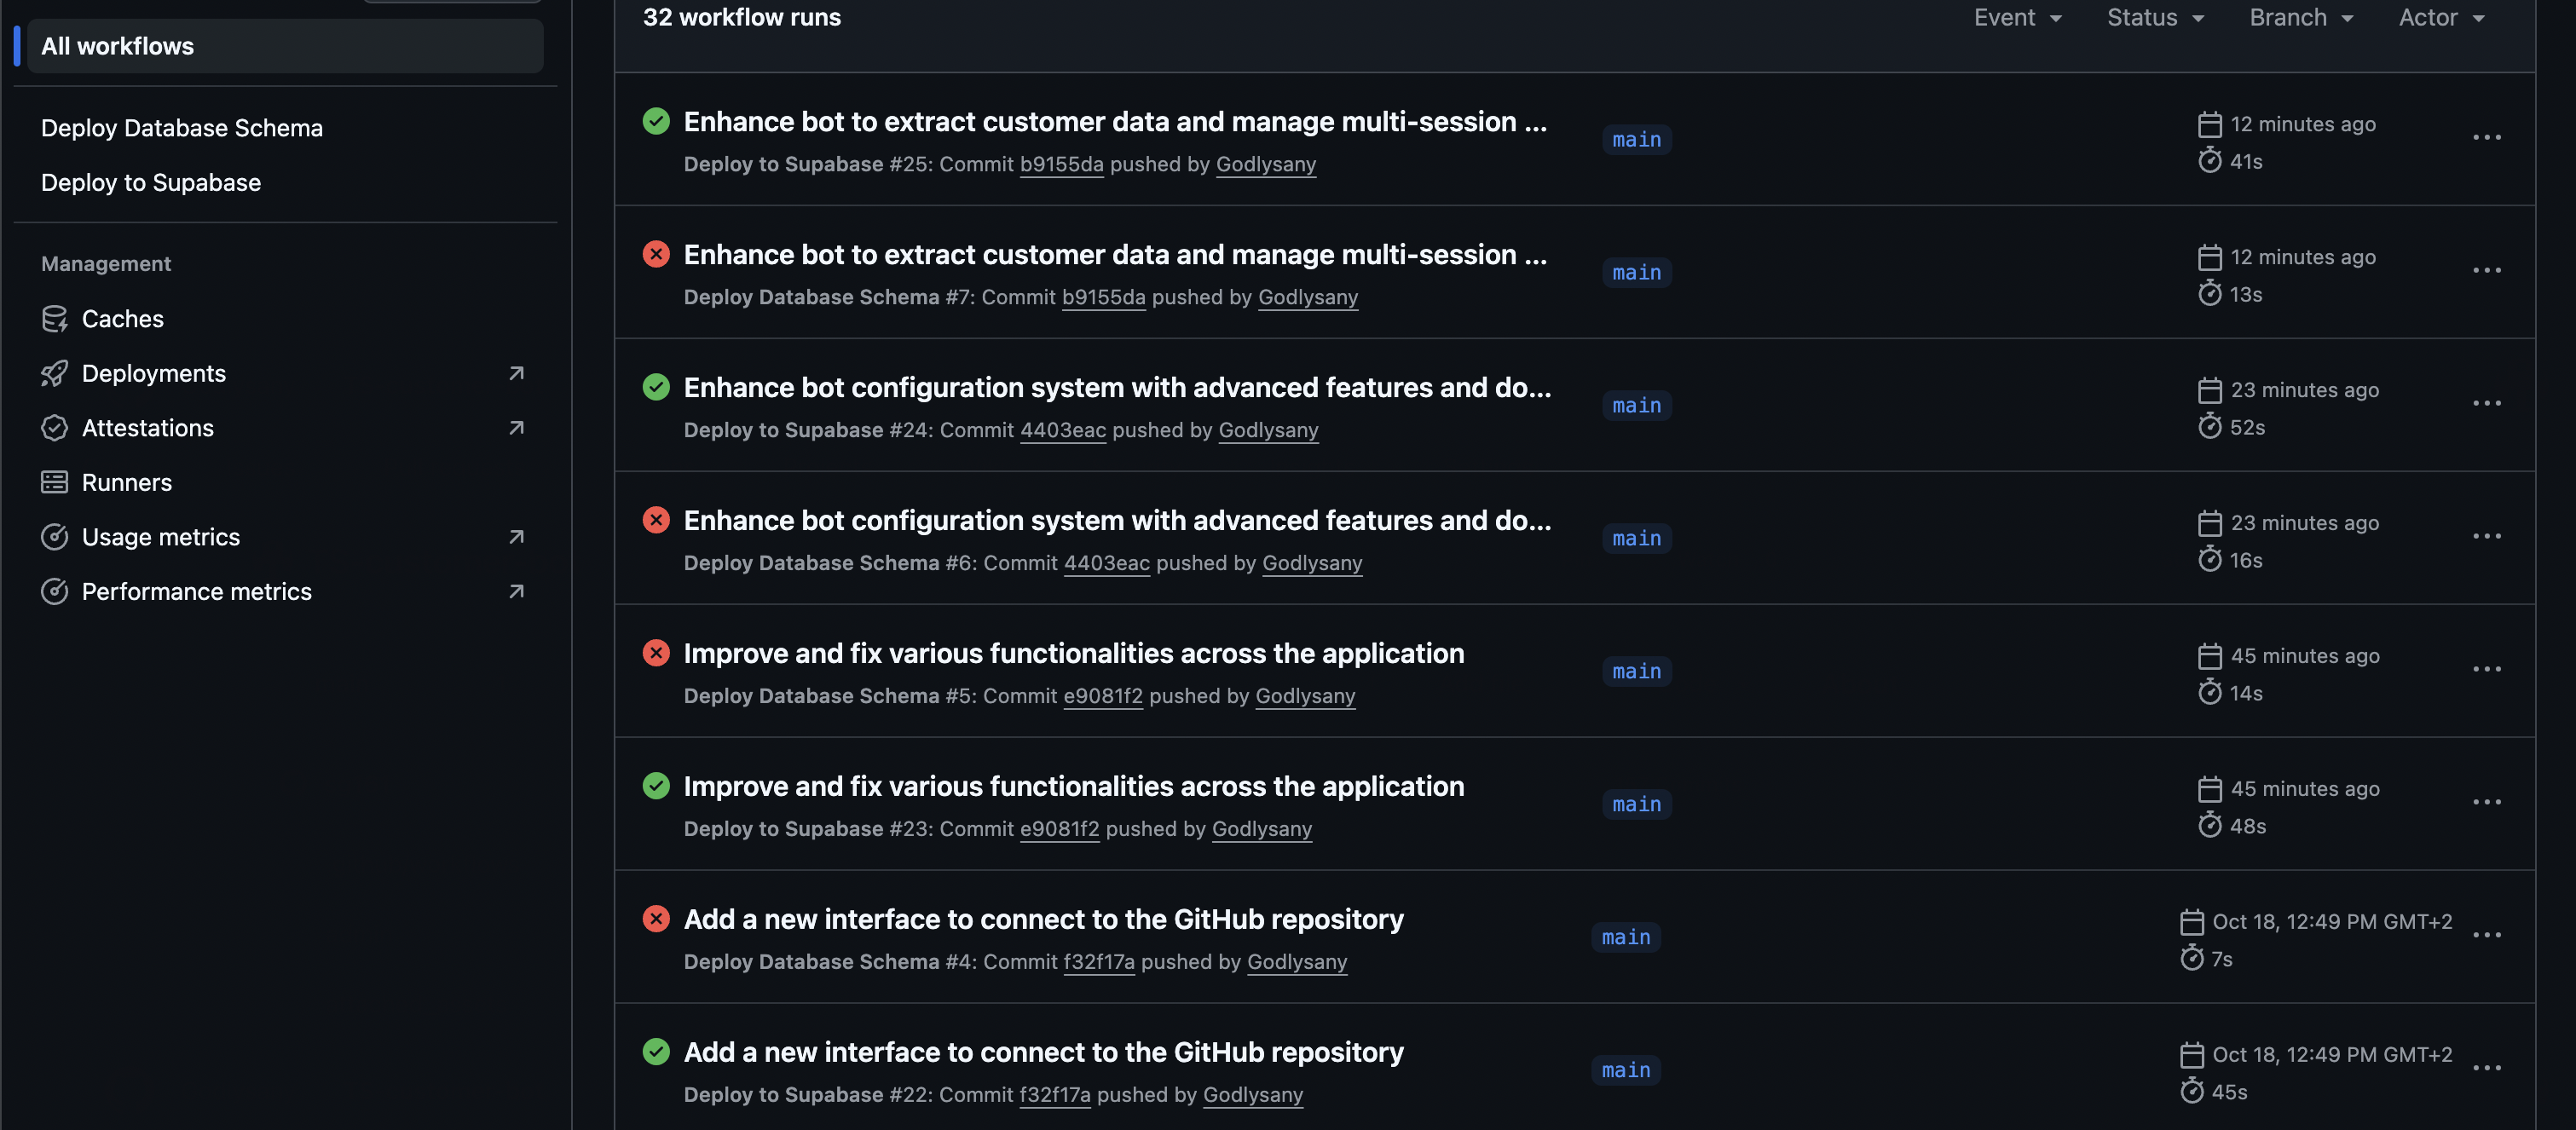 All workflows
Deploy Database Schema
Deploy to Supabase
Management
Caches
Deployments
Attestations
Runners
Usage metrics
Performance metrics
32 workflow runs
Event
Status
Branch
Actor
Enhance bot to extract customer data and manage multi-session ...
Deploy to Supabase #25: Commit b9155da pushed by Godlysany
main
12 minutes ago
41s
Enhance bot to extract customer data and manage multi-session ...
Deploy Database Schema #7: Commit b9155da pushed by Godlysany
main
12 minutes ago
13s
Enhance bot configuration system with advanced features and do...
Deploy to Supabase #24: Commit 4403eac pushed by Godlysany
main
23 minutes ago
52s
Enhance bot configuration system with advanced features and do...
Deploy Database Schema #6: Commit 4403eac pushed by Godlysany
main
23 minutes ago
16s
Improve and fix various functionalities across the application
Deploy Database Schema #5: Commit e9081f2 pushed by Godlysany
main
45 minutes ago
14s
Improve and fix various functionalities across the application
Deploy to Supabase #23: Commit e9081f2 pushed by Godlysany
main
45 minutes ago
48s
Add a new interface to connect to the GitHub repository
Deploy Database Schema #4: Commit f32f17a pushed by Godlysany
main
Oct 18, 12:49 PM GMT+2
7s
Add a new interface to connect to the GitHub repository
Deploy to Supabase #22: Commit f32f17a pushed by Godlysany
main
Oct 18, 12:49 PM GMT+2
45s